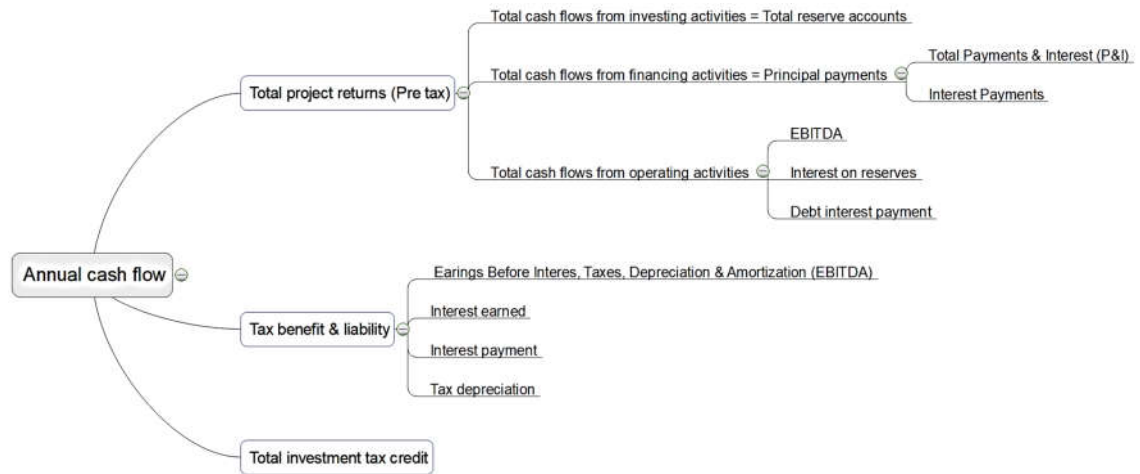 Annual cash flow
Total project returns (Pre tax)
Total cash flows from investing activities = Total reserve accounts
Total cash flows from financing activities = Principal payments
Total Payments & Interest (P&I)
Interest Payments
Total cash flows from operating activities
EBITDA
Interest on reserves
Debt interest payment
Tax benefit & liability
Earings Before Interes, Taxes, Depreciation & Amortization (EBITDA)
Interest earned
Interest payment
Tax depreciation
Total investment tax credit